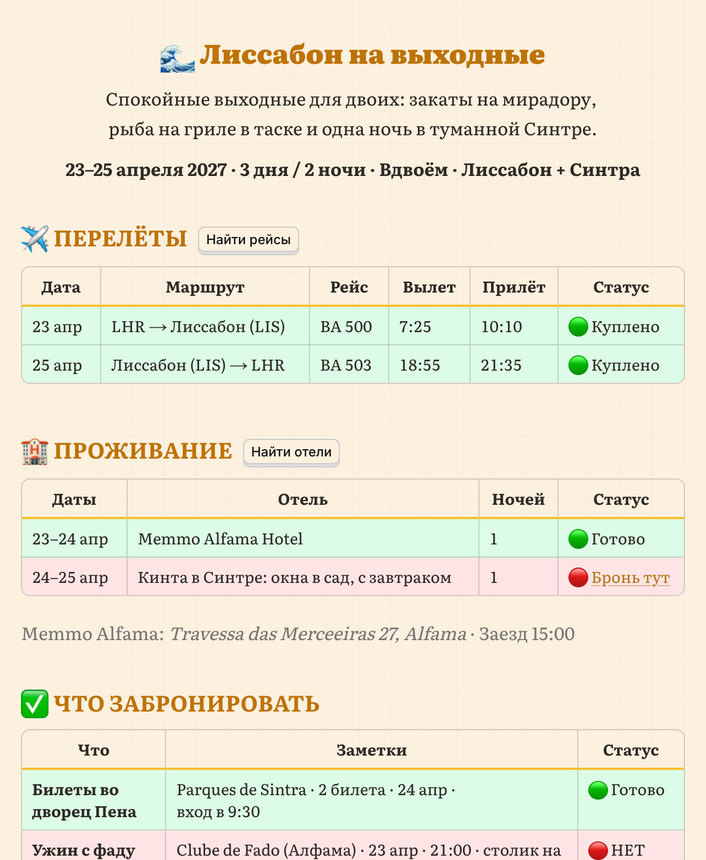 Лиссабон на выходные
Спокойные выходные для двоих: закаты на мирадору,
рыба на гриле в таске и одна ночь в туманной Синтре.
23–25 апреля 2027 · 3 дня / 2 ночи · Вдвоём · Лиссабон + Синтра
ПЕРЕЛЁТЫ Найти рейсы
Дата Маршрут Рейс Вылет Прилёт Статус
23 апр LHR → Лиссабон (LIS) BA 500 7:25 10:10 Куплено
25 апр Лиссабон (LIS) → LHR BA 503 18:55 21:35 Куплено
ПРОЖИВАНИЕ Найти отели
Даты Отель Ночей Статус
23–24 апр Memmo Alfama Hotel 1 Готово
24–25 апр Кинта в Синтре: окна в сад, с завтраком 1 Бронь тут
Memmo Alfama: Travessa das Merceeiras 27, Alfama · Заезд 15:00
ЧТО ЗАБРОНИРОВАТЬ
Что Заметки Статус
Билеты во Parques de Sintra · 2 билета · 24 апр · Готово
дворец Пена вход в 9:30
Ужин с фаду Clube de Fado (Алфама) · 23 апр · 21:00 · столик на НЕТ